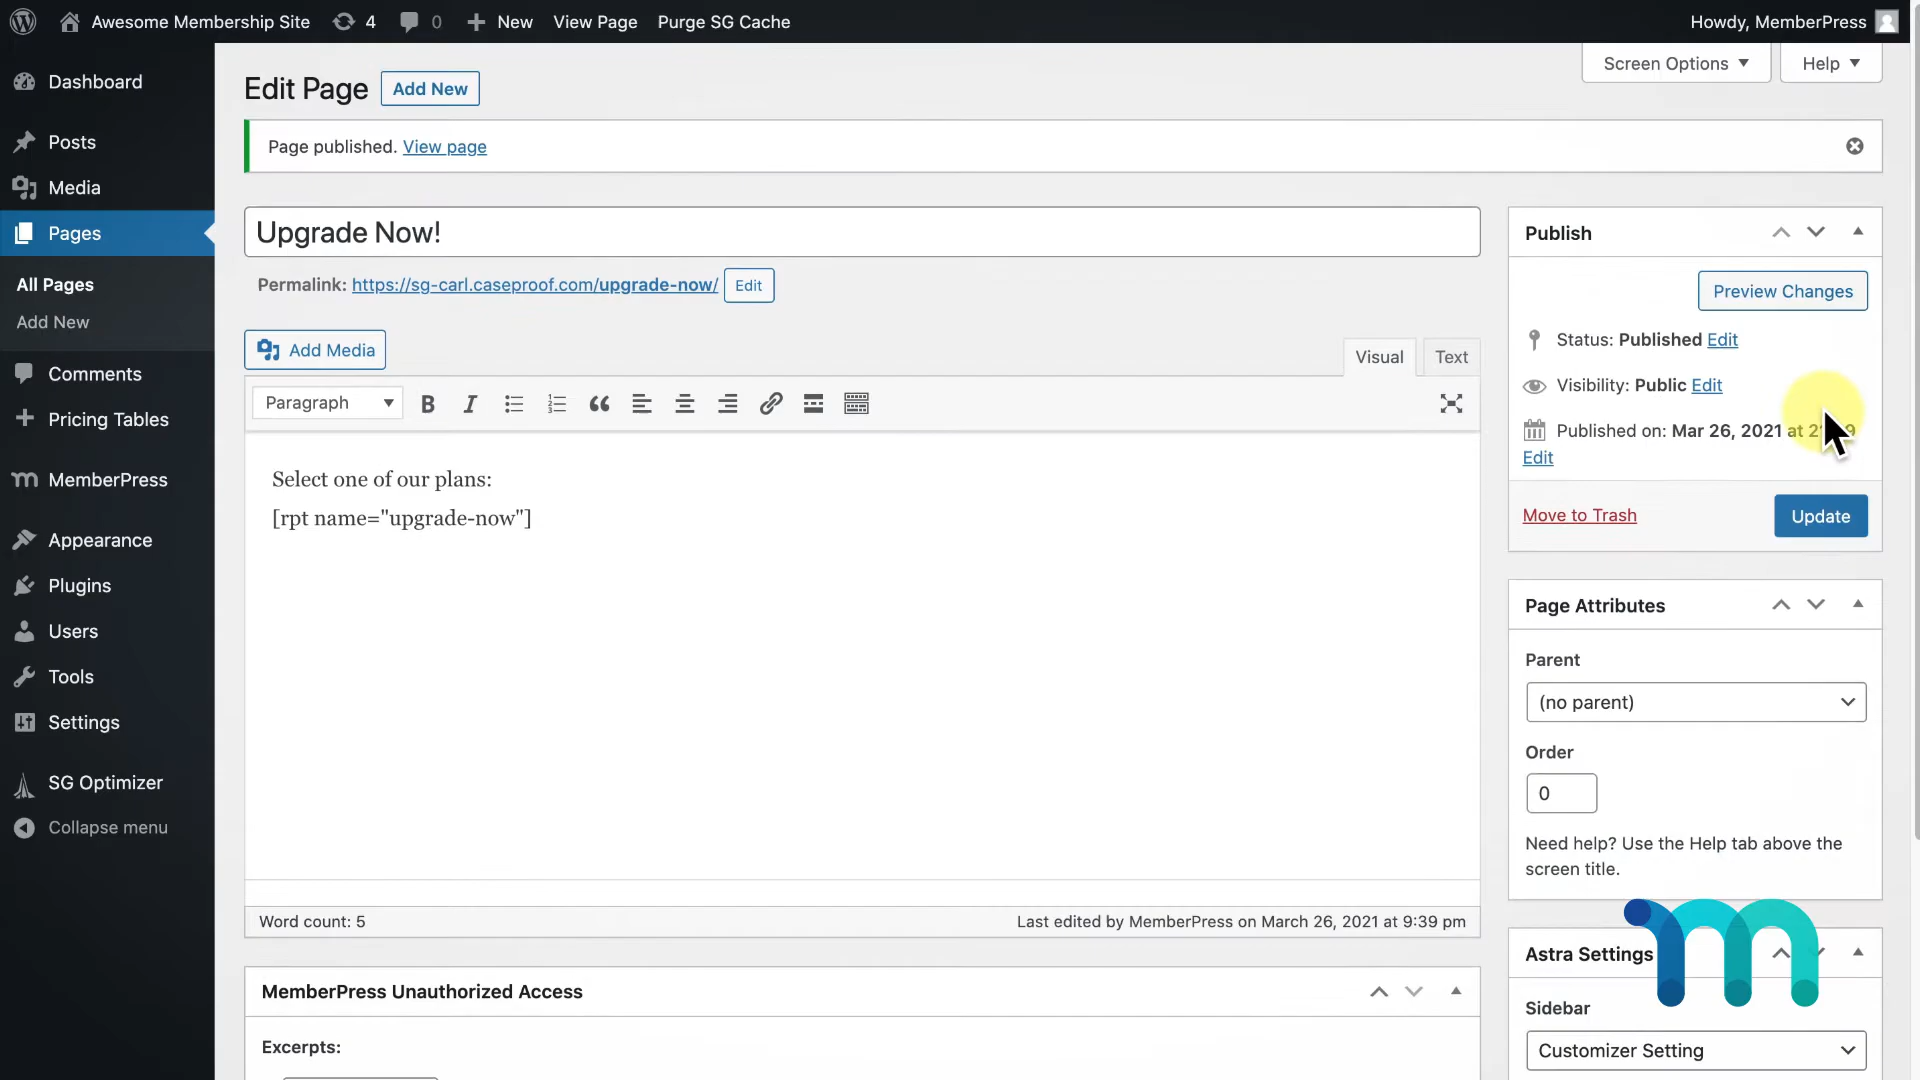 Awesome Membership Site 4 0 New View Page Purge SG Cache Howdy, MemberPress
Screen Options Help
Dashboard
Posts
Media
Pages
All Pages
Add New
Comments
Pricing Tables
MemberPress
Appearance
Plugins
Users
Tools
Settings
SG Optimizer
Collapse menu
Edit Page Add New
Page published. View page
Upgrade Now!
Permalink: https://sg-carl.caseproof.com/upgrade-now/ Edit
Add Media
Visual Text
Paragraph
Select one of our plans:
[rpt name="upgrade-now"]
Word count: 5 Last edited by MemberPress on March 26, 2021 at 9:39 pm
MemberPress Unauthorized Access
Excerpts:
Publish
Preview Changes
Status: Published Edit
Visibility: Public Edit
Published on: Mar 26, 2021 at
Edit
Move to Trash Update
Page Attributes
Parent
(no parent)
Order
0
Need help? Use the Help tab above the
screen title.
Astra Settings
Sidebar
Customizer Setting